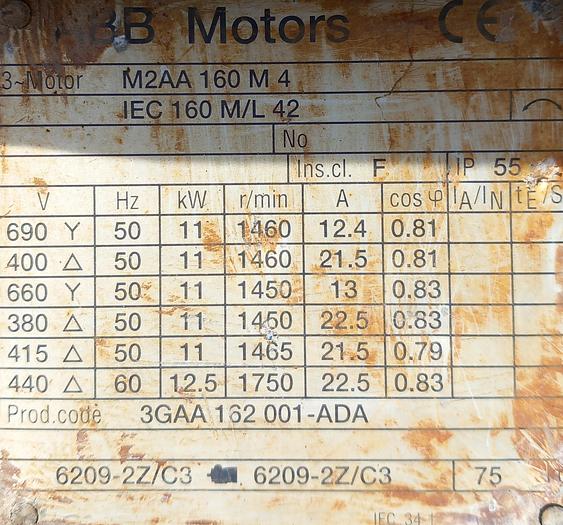 ABB Motors CE
3~Motor M2AA 160 M 4
IEC 160 M/L 42
No
Ins.cl. F IP 55
V Hz kW r/min A cos φ IA/IN tE/S
690 Y 50 11 1460 12.4 0.81
400 △ 50 11 1460 21.5 0.81
660 Y 50 11 1450 13 0.83
380 △ 50 11 1450 22.5 0.83
415 △ 50 11 1465 21.5 0.79
440 △ 60 12.5 1750 22.5 0.83
Prod.code 3GAA 162 001-ADA
6209-2Z/C3 6209-2Z/C3 75
IEC 34-1